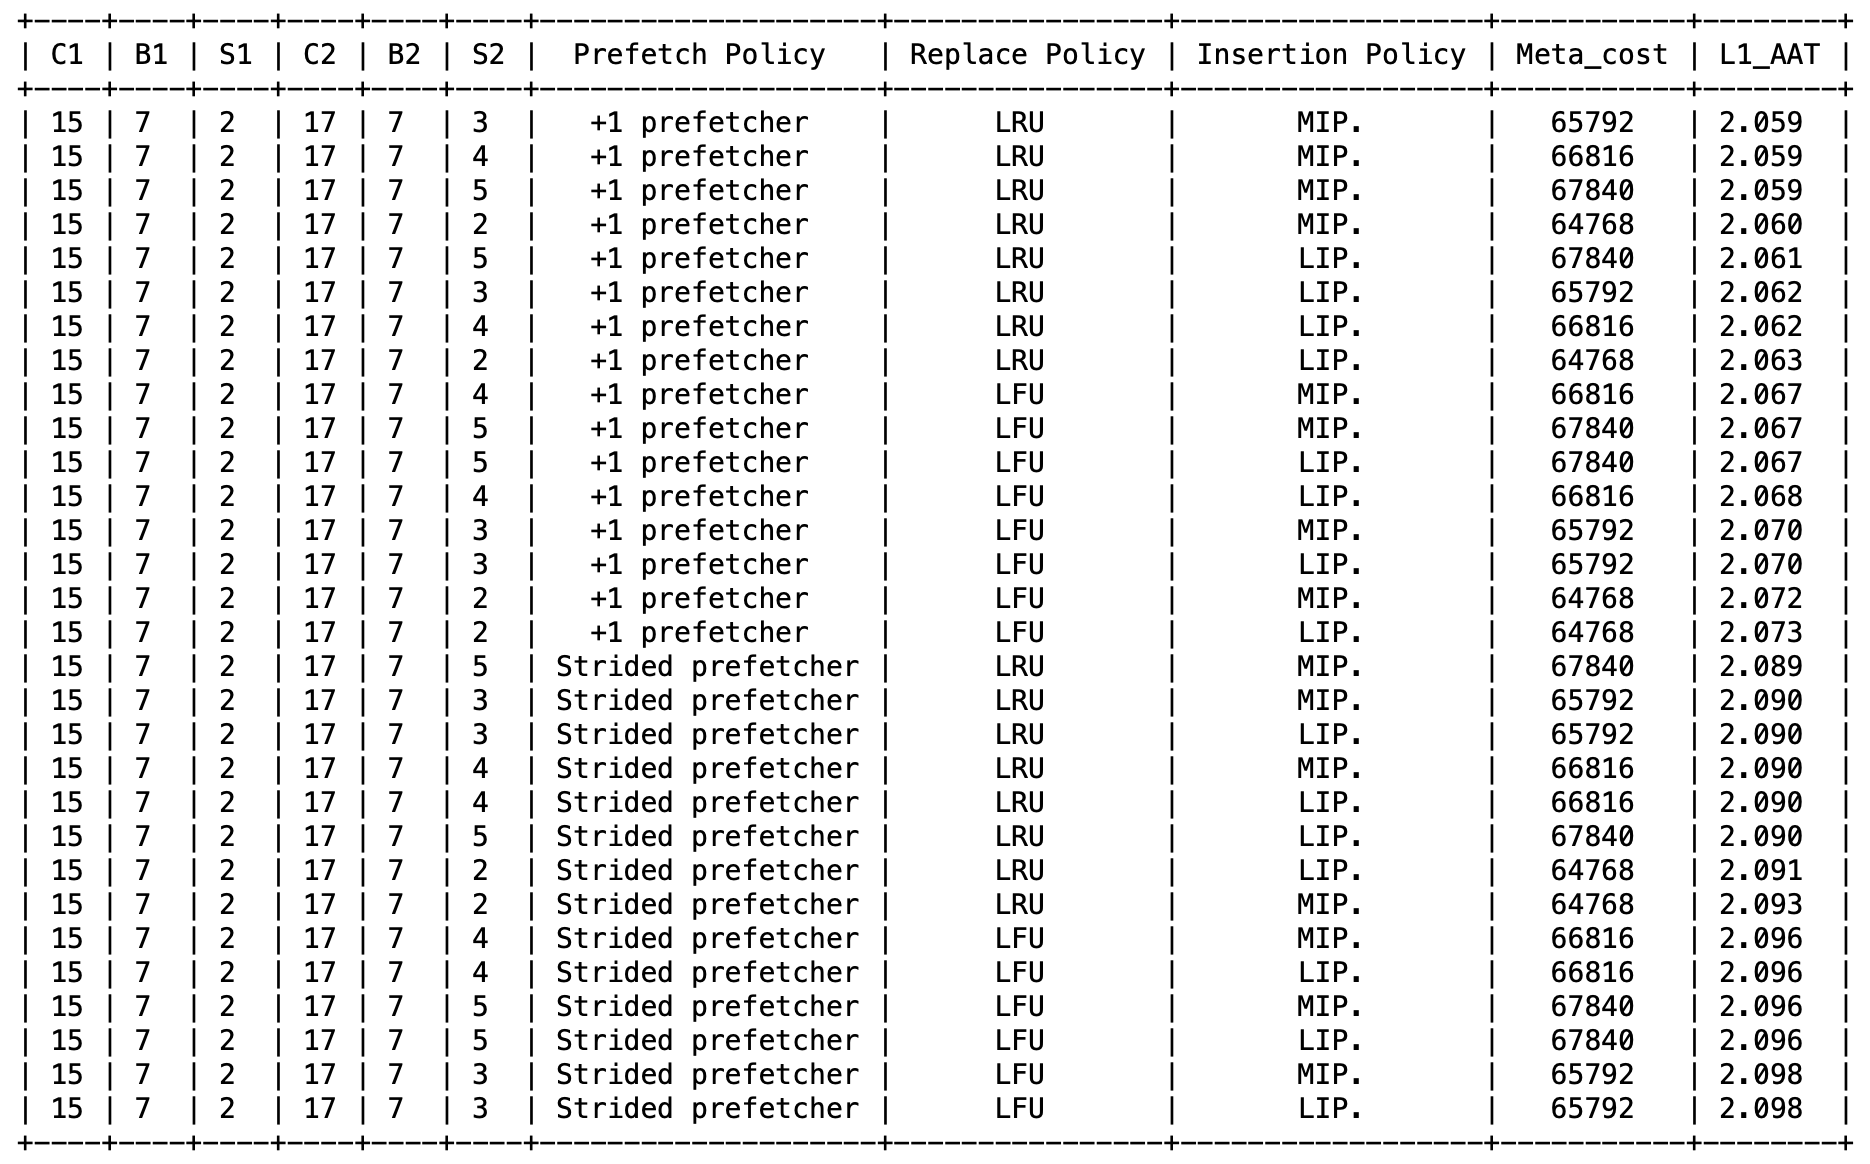 +----+----+----+----+----+----+--------------------+----------------+------------------+-----------+--------+
| C1 | B1 | S1 | C2 | B2 | S2 |  Prefetch Policy   | Replace Policy | Insertion Policy | Meta_cost | L1_AAT |
+----+----+----+----+----+----+--------------------+----------------+------------------+-----------+--------+
| 15 | 7  | 2  | 17 | 7  | 3  |   +1 prefetcher    |      LRU       |       MIP.       |   65792   | 2.059  |
| 15 | 7  | 2  | 17 | 7  | 4  |   +1 prefetcher    |      LRU       |       MIP.       |   66816   | 2.059  |
| 15 | 7  | 2  | 17 | 7  | 5  |   +1 prefetcher    |      LRU       |       MIP.       |   67840   | 2.059  |
| 15 | 7  | 2  | 17 | 7  | 2  |   +1 prefetcher    |      LRU       |       MIP.       |   64768   | 2.060  |
| 15 | 7  | 2  | 17 | 7  | 5  |   +1 prefetcher    |      LRU       |       LIP.       |   67840   | 2.061  |
| 15 | 7  | 2  | 17 | 7  | 3  |   +1 prefetcher    |      LRU       |       LIP.       |   65792   | 2.062  |
| 15 | 7  | 2  | 17 | 7  | 4  |   +1 prefetcher    |      LRU       |       LIP.       |   66816   | 2.062  |
| 15 | 7  | 2  | 17 | 7  | 2  |   +1 prefetcher    |      LRU       |       LIP.       |   64768   | 2.063  |
| 15 | 7  | 2  | 17 | 7  | 4  |   +1 prefetcher    |      LFU       |       MIP.       |   66816   | 2.067  |
| 15 | 7  | 2  | 17 | 7  | 5  |   +1 prefetcher    |      LFU       |       MIP.       |   67840   | 2.067  |
| 15 | 7  | 2  | 17 | 7  | 5  |   +1 prefetcher    |      LFU       |       LIP.       |   67840   | 2.067  |
| 15 | 7  | 2  | 17 | 7  | 4  |   +1 prefetcher    |      LFU       |       LIP.       |   66816   | 2.068  |
| 15 | 7  | 2  | 17 | 7  | 3  |   +1 prefetcher    |      LFU       |       MIP.       |   65792   | 2.070  |
| 15 | 7  | 2  | 17 | 7  | 3  |   +1 prefetcher    |      LFU       |       LIP.       |   65792   | 2.070  |
| 15 | 7  | 2  | 17 | 7  | 2  |   +1 prefetcher    |      LFU       |       MIP.       |   64768   | 2.072  |
| 15 | 7  | 2  | 17 | 7  | 2  |   +1 prefetcher    |      LFU       |       LIP.       |   64768   | 2.073  |
| 15 | 7  | 2  | 17 | 7  | 5  | Strided prefetcher |      LRU       |       MIP.       |   67840   | 2.089  |
| 15 | 7  | 2  | 17 | 7  | 3  | Strided prefetcher |      LRU       |       MIP.       |   65792   | 2.090  |
| 15 | 7  | 2  | 17 | 7  | 3  | Strided prefetcher |      LRU       |       LIP.       |   65792   | 2.090  |
| 15 | 7  | 2  | 17 | 7  | 4  | Strided prefetcher |      LRU       |       MIP.       |   66816   | 2.090  |
| 15 | 7  | 2  | 17 | 7  | 4  | Strided prefetcher |      LRU       |       LIP.       |   66816   | 2.090  |
| 15 | 7  | 2  | 17 | 7  | 5  | Strided prefetcher |      LRU       |       LIP.       |   67840   | 2.090  |
| 15 | 7  | 2  | 17 | 7  | 2  | Strided prefetcher |      LRU       |       LIP.       |   64768   | 2.091  |
| 15 | 7  | 2  | 17 | 7  | 2  | Strided prefetcher |      LRU       |       MIP.       |   64768   | 2.093  |
| 15 | 7  | 2  | 17 | 7  | 4  | Strided prefetcher |      LFU       |       MIP.       |   66816   | 2.096  |
| 15 | 7  | 2  | 17 | 7  | 4  | Strided prefetcher |      LFU       |       LIP.       |   66816   | 2.096  |
| 15 | 7  | 2  | 17 | 7  | 5  | Strided prefetcher |      LFU       |       MIP.       |   67840   | 2.096  |
| 15 | 7  | 2  | 17 | 7  | 5  | Strided prefetcher |      LFU       |       LIP.       |   67840   | 2.096  |
| 15 | 7  | 2  | 17 | 7  | 3  | Strided prefetcher |      LFU       |       MIP.       |   65792   | 2.098  |
| 15 | 7  | 2  | 17 | 7  | 3  | Strided prefetcher |      LFU       |       LIP.       |   65792   | 2.098  |
+----+----+----+----+----+----+--------------------+----------------+------------------+-----------+--------+